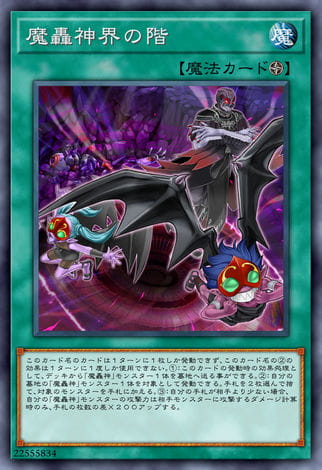 魔轟神界の階
魔
【魔法カード】
このカード名のカードは1ターンに1枚しか発動できず、このカード名の②の
効果は1ターンに1度しか使用できない。①:このカードの発動時の効果処理と
して、デッキから「魔轟神」モンスター1体を墓地へ送る事ができる。②:自分の
墓地の「魔轟神」モンスター1体を対象として発動できる。手札を2枚選んで捨
て、対象のモンスターを手札に加える。③:自分の手札が相手より少ない場合、
自分の「魔轟神」モンスターの攻撃力は相手モンスターに攻撃するダメージ計算
時のみ、手札の枚数の差×200アップする。
22555834